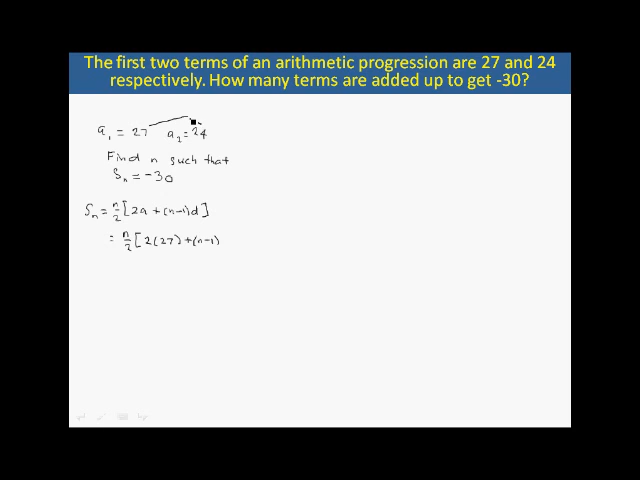 The first two terms of an arithmetic progression are 27 and 24
respectively. How many terms are added up to get -30?
a₁ = 27 a₂ = 24
Find n such that
Sₙ = -30
Sₙ = n/2 [2a + (n-1)d]
= n/2 [2(27) + (n-1)